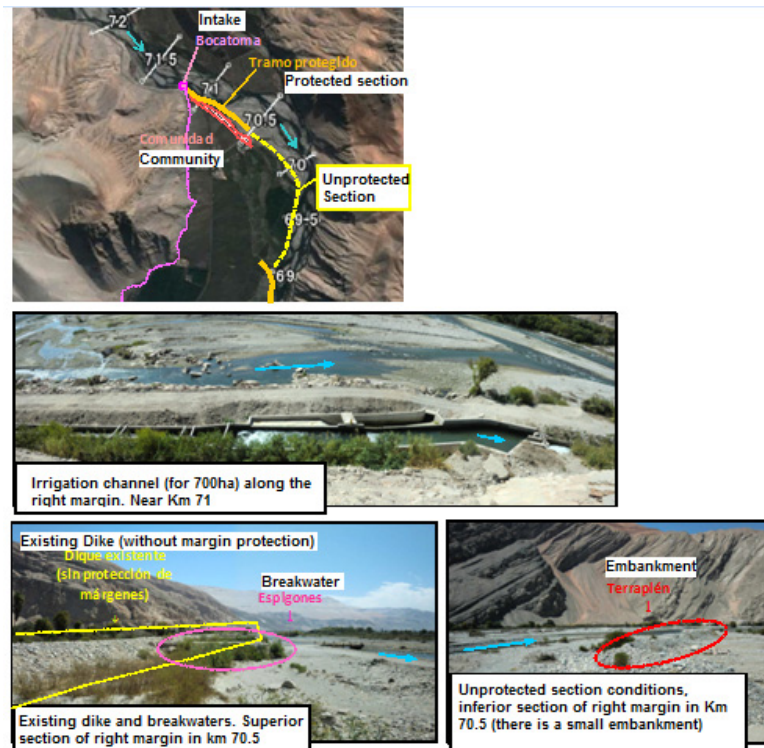 Intake
Bocatoma
72
71.5
Tramo protegido
Protected section
71
70.5
Comunidad
Community
70
Unprotected
Section
69.5
69
Irrigation channel (for 700ha) along the
right margin. Near Km 71
Existing Dike (without margin protection)
Dique existente
(sin protección de
márgenes)
Breakwater
Espigones
1
Existing dike and breakwaters. Superior
section of right margin in km 70.5
Embankment
Terraplén
1
Unprotected section conditions,
inferior section of right margin in Km
70.5 (there is a small embankment)